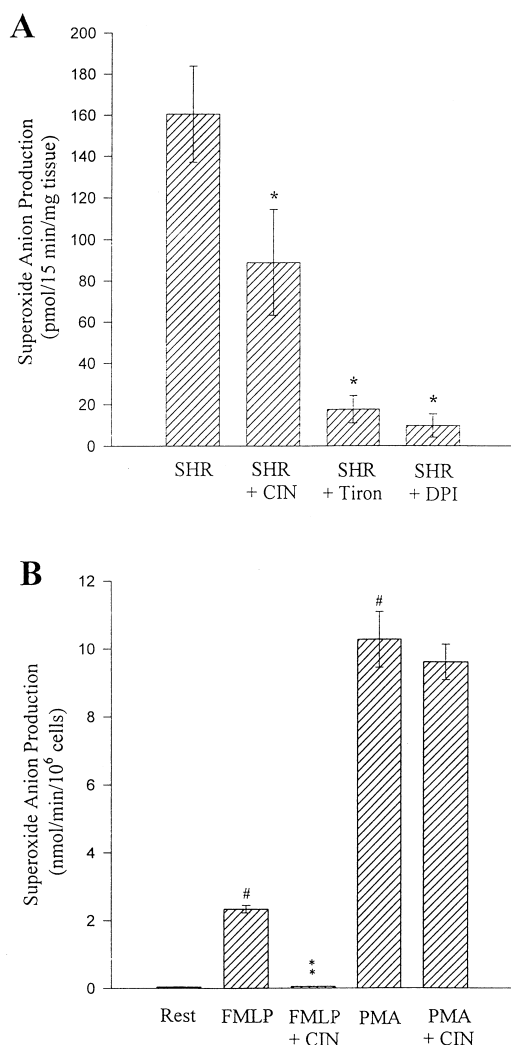 A
Superoxide Anion Production
(pmol/15 min/mg tissue)
200
180
160
140
120
100
80
60
40
20
0
*
*
*
SHR
SHR
+ CIN
SHR
+ Tiron
SHR
+ DPI
B
Superoxide Anion Production
(nmol/min/10⁶ cells)
12
10
8
6
4
2
0
#
*
*
#
Rest
FMLP
FMLP
+ CIN
PMA
PMA
+ CIN